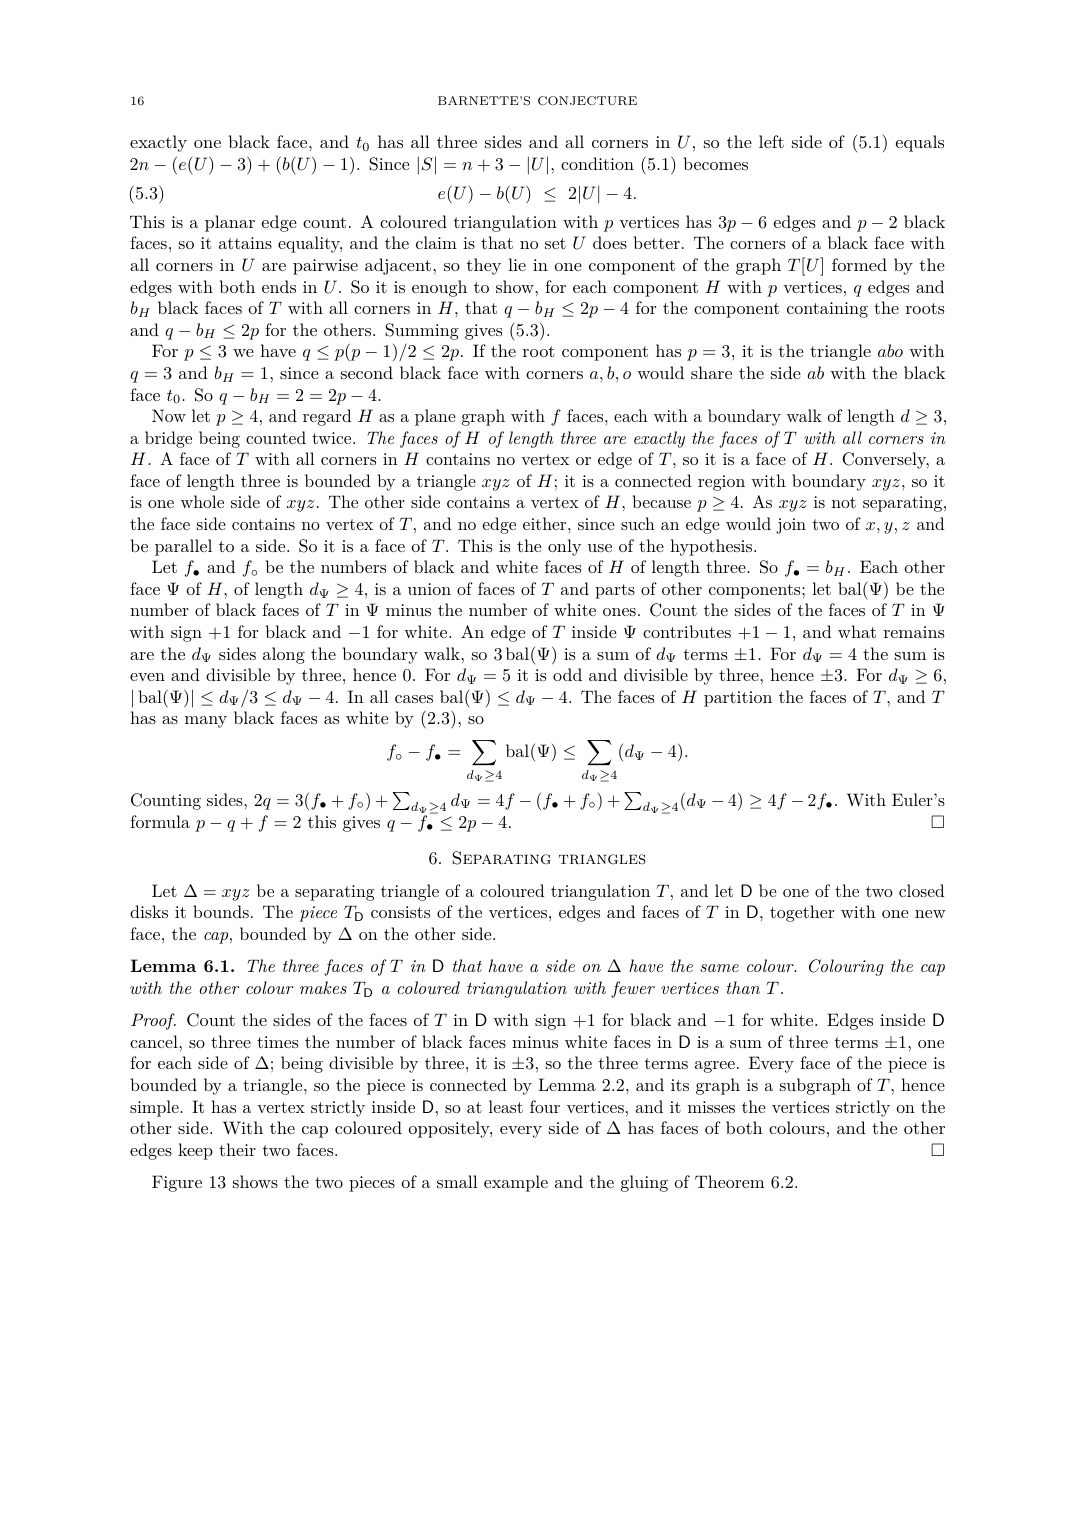 16 BARNETTE'S CONJECTURE
exactly one black face, and t₀ has all three sides and all corners in U, so the left side of (5.1) equals
2n − (e(U) − 3) + (b(U) − 1). Since |S| = n + 3 − |U|, condition (5.1) becomes
(5.3) e(U) − b(U) ≤ 2|U| − 4.
This is a planar edge count. A coloured triangulation with p vertices has 3p − 6 edges and p − 2 black
faces, so it attains equality, and the claim is that no set U does better. The corners of a black face with
all corners in U are pairwise adjacent, so they lie in one component of the graph T[U] formed by the
edges with both ends in U. So it is enough to show, for each component H with p vertices, q edges and
b_H black faces of T with all corners in H, that q − b_H ≤ 2p − 4 for the component containing the roots
and q − b_H ≤ 2p for the others. Summing gives (5.3).
For p ≤ 3 we have q ≤ p(p − 1)/2 ≤ 2p. If the root component has p = 3, it is the triangle abo with
q = 3 and b_H = 1, since a second black face with corners a, b, o would share the side ab with the black
face t₀. So q − b_H = 2 = 2p − 4.
Now let p ≥ 4, and regard H as a plane graph with f faces, each with a boundary walk of length d ≥ 3,
a bridge being counted twice. The faces of H of length three are exactly the faces of T with all corners in
H. A face of T with all corners in H contains no vertex or edge of T, so it is a face of H. Conversely, a
face of length three is bounded by a triangle xyz of H; it is a connected region with boundary xyz, so it
is one whole side of xyz. The other side contains a vertex of H, because p ≥ 4. As xyz is not separating,
the face side contains no vertex of T, and no edge either, since such an edge would join two of x, y, z and
be parallel to a side. So it is a face of T. This is the only use of the hypothesis.
Let f• and f◦ be the numbers of black and white faces of H of length three. So f• = b_H. Each other
face Ψ of H, of length d_Ψ ≥ 4, is a union of faces of T and parts of other components; let bal(Ψ) be the
number of black faces of T in Ψ minus the number of white ones. Count the sides of the faces of T in Ψ
with sign +1 for black and −1 for white. An edge of T inside Ψ contributes +1 − 1, and what remains
are the d_Ψ sides along the boundary walk, so 3 bal(Ψ) is a sum of d_Ψ terms ±1. For d_Ψ = 4 the sum is
even and divisible by three, hence 0. For d_Ψ = 5 it is odd and divisible by three, hence ±3. For d_Ψ ≥ 6,
| bal(Ψ)| ≤ d_Ψ/3 ≤ d_Ψ − 4. In all cases bal(Ψ) ≤ d_Ψ − 4. The faces of H partition the faces of T, and T
has as many black faces as white by (2.3), so
f◦ − f• = ∑_{d_Ψ≥4} bal(Ψ) ≤ ∑_{d_Ψ≥4} (d_Ψ − 4).
Counting sides, 2q = 3(f• + f◦) + ∑_{d_Ψ≥4} d_Ψ = 4f − (f• + f◦) + ∑_{d_Ψ≥4}(d_Ψ − 4) ≥ 4f − 2f•. With Euler's
formula p − q + f = 2 this gives q − f• ≤ 2p − 4. □
6. Separating triangles
Let Δ = xyz be a separating triangle of a coloured triangulation T, and let D be one of the two closed
disks it bounds. The piece T_D consists of the vertices, edges and faces of T in D, together with one new
face, the cap, bounded by Δ on the other side.
Lemma 6.1. The three faces of T in D that have a side on Δ have the same colour. Colouring the cap
with the other colour makes T_D a coloured triangulation with fewer vertices than T.
Proof. Count the sides of the faces of T in D with sign +1 for black and −1 for white. Edges inside D
cancel, so three times the number of black faces minus white faces in D is a sum of three terms ±1, one
for each side of Δ; being divisible by three, it is ±3, so the three terms agree. Every face of the piece is
bounded by a triangle, so the piece is connected by Lemma 2.2, and its graph is a subgraph of T, hence
simple. It has a vertex strictly inside D, so at least four vertices, and it misses the vertices strictly on the
other side. With the cap coloured oppositely, every side of Δ has faces of both colours, and the other
edges keep their two faces. □
Figure 13 shows the two pieces of a small example and the gluing of Theorem 6.2.